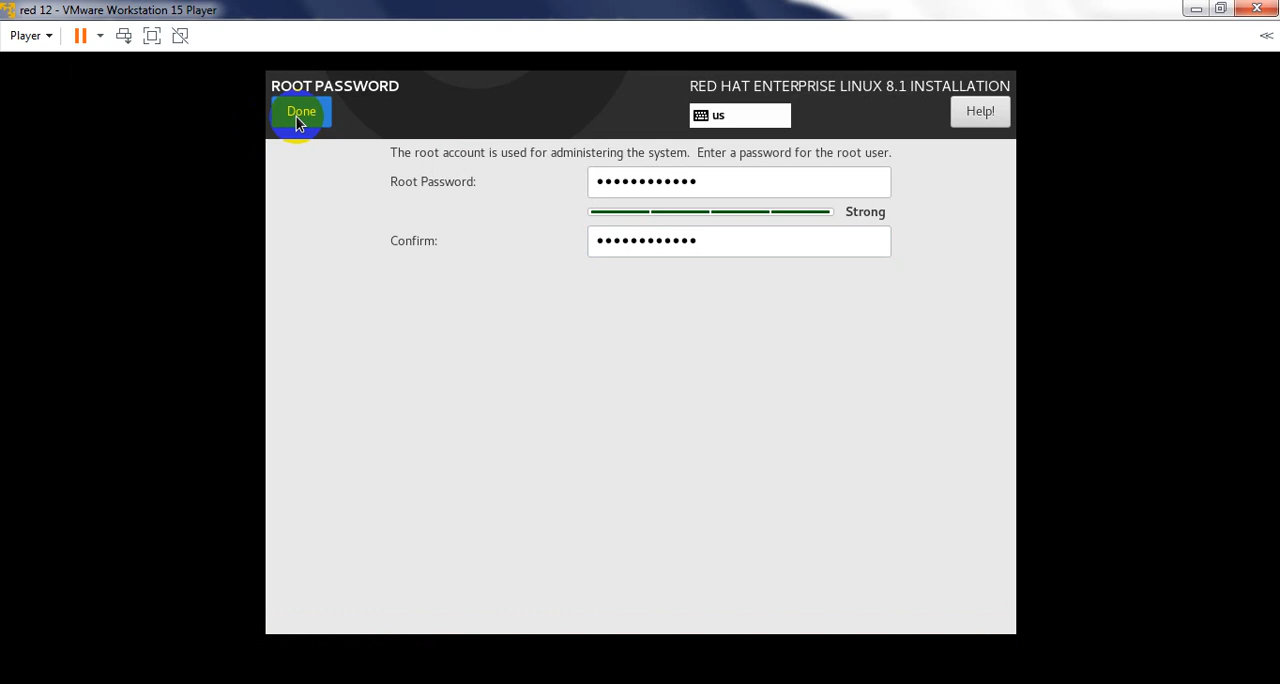 red 12 - VMware Workstation 15 Player
Player
ROOT PASSWORD
RED HAT ENTERPRISE LINUX 8.1 INSTALLATION
Done
us
Help!
The root account is used for administering the system. Enter a password for the root user.
Root Password:
●●●●●●●●●●●●
Strong
Confirm:
●●●●●●●●●●●●